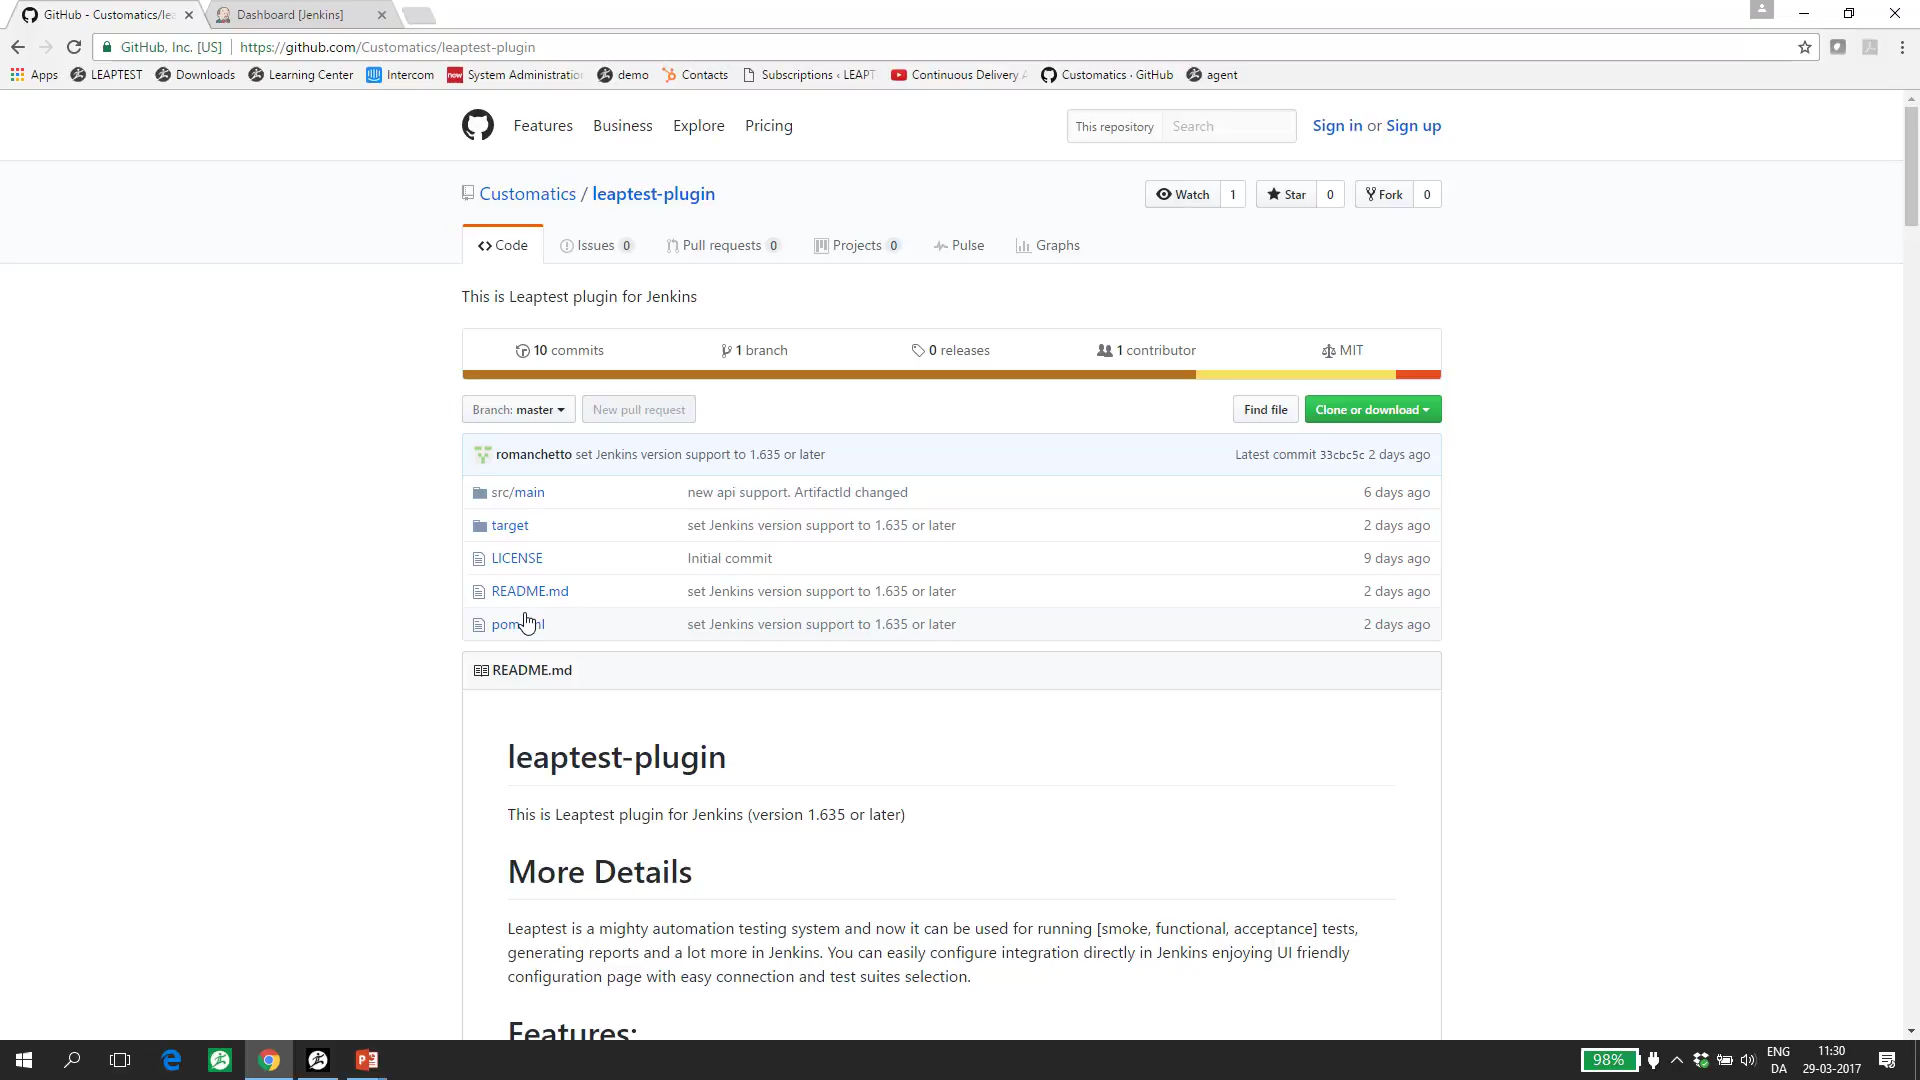 GitHub - Customatics/lea
Dashboard [Jenkins]
GitHub, Inc. [US]
https://github.com/Customatics/leaptest-plugin
Apps
LEAPTEST
Downloads
Learning Center
Intercom
System Administratio
demo
Contacts
Subscriptions ‹ LEAPT
Continuous Delivery
Customatics · GitHub
agent
Features
Business
Explore
Pricing
This repository
Search
Sign in or Sign up
Customatics / leaptest-plugin
Watch 1
Star 0
Fork 0
<> Code
Issues 0
Pull requests 0
Projects 0
Pulse
Graphs
This is Leaptest plugin for Jenkins
10 commits
1 branch
0 releases
1 contributor
MIT
Branch: master
New pull request
Find file
Clone or download
romanchetto set Jenkins version support to 1.635 or later
Latest commit 33cbc5c 2 days ago
src/main
new api support. ArtifactId changed
6 days ago
target
set Jenkins version support to 1.635 or later
2 days ago
LICENSE
Initial commit
9 days ago
README.md
set Jenkins version support to 1.635 or later
2 days ago
set Jenkins version support to 1.635 or later
2 days ago
README.md
leaptest-plugin
This is Leaptest plugin for Jenkins (version 1.635 or later)
More Details
Leaptest is a mighty automation testing system and now it can be used for running [smoke, functional, acceptance] tests,
generating reports and a lot more in Jenkins. You can easily configure integration directly in Jenkins enjoying UI friendly
configuration page with easy connection and test suites selection.
Features:
98%
ENG
DA
11:30
29-03-2017